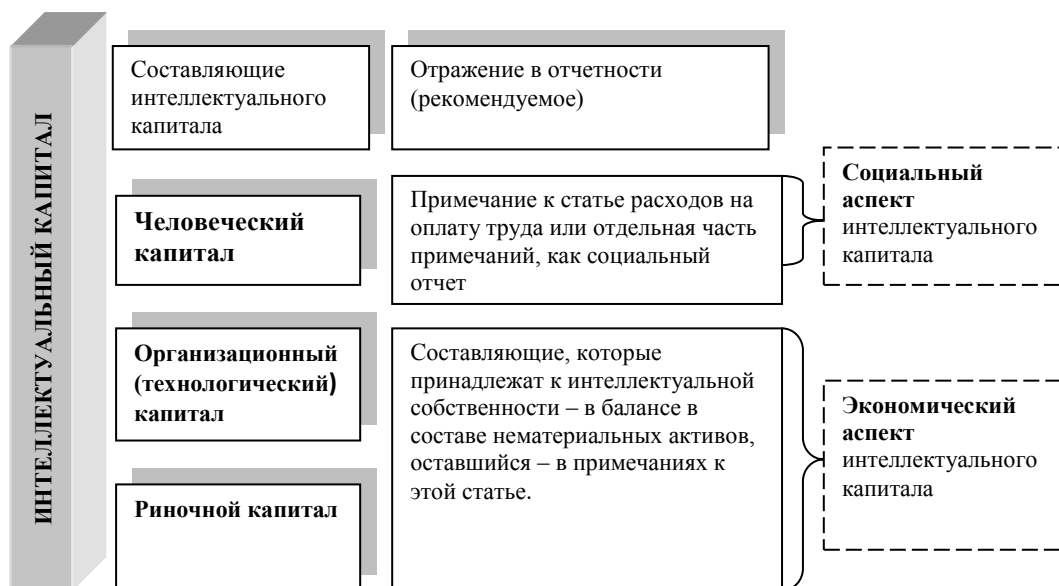 ИНТЕЛЛЕКТУАЛЬНЫЙ КАПИТАЛ
Составляющие
интеллектуального
капитала
Отражение в отчетности
(рекомендуемое)
Человеческий
капитал
Примечание к статье расходов на
оплату труда или отдельная часть
примечаний, как социальный
отчет
Социальный
аспект
интеллектуального
капитала
Организационный
(технологический)
капитал
Риночной капитал
Составляющие, которые
принадлежат к интеллектуальной
собственности – в балансе в
составе нематериальных активов,
оставшийся – в примечаниях к
этой статье.
Экономический
аспект
интеллектуального
капитала